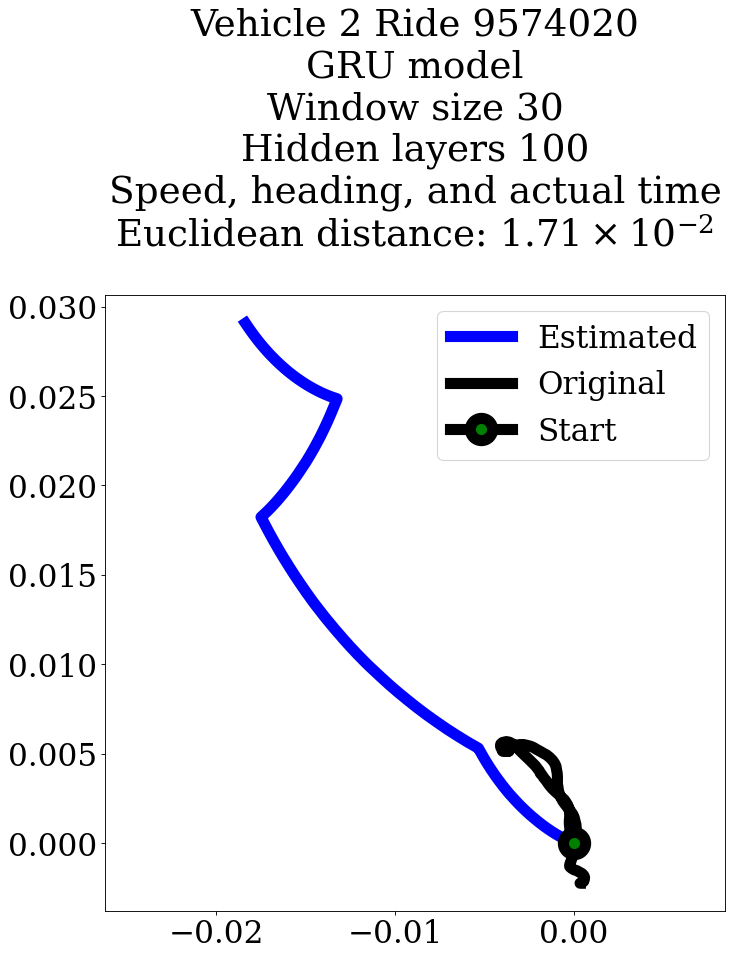 Vehicle 2 Ride 9574020
GRU model
Window size 30
Hidden layers 100
Speed, heading, and actual time
Euclidean distance: 1.71 × 10⁻²
0.030
0.025
0.020
0.015
0.010
0.005
0.000
Estimated
Original
Start
−0.02
−0.01
0.00